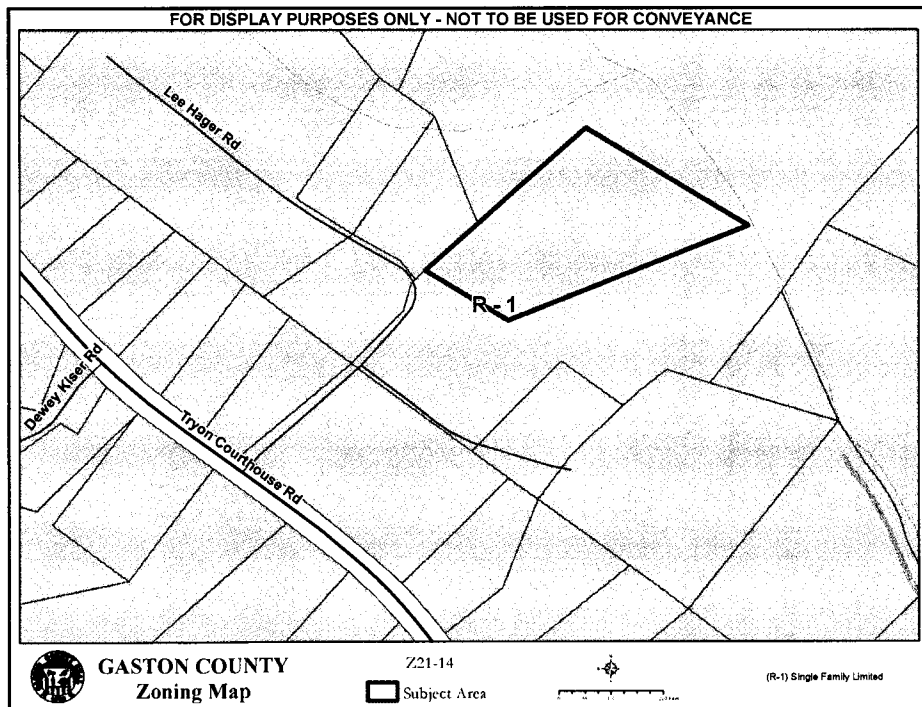 FOR DISPLAY PURPOSES ONLY - NOT TO BE USED FOR CONVEYANCE
Lee Hager Rd
R - 1
Dewey Kiser Rd
Tryon Courthouse Rd
GASTON COUNTY
Zoning Map
Z21-14
Subject Area
(R-1) Single Family Limited